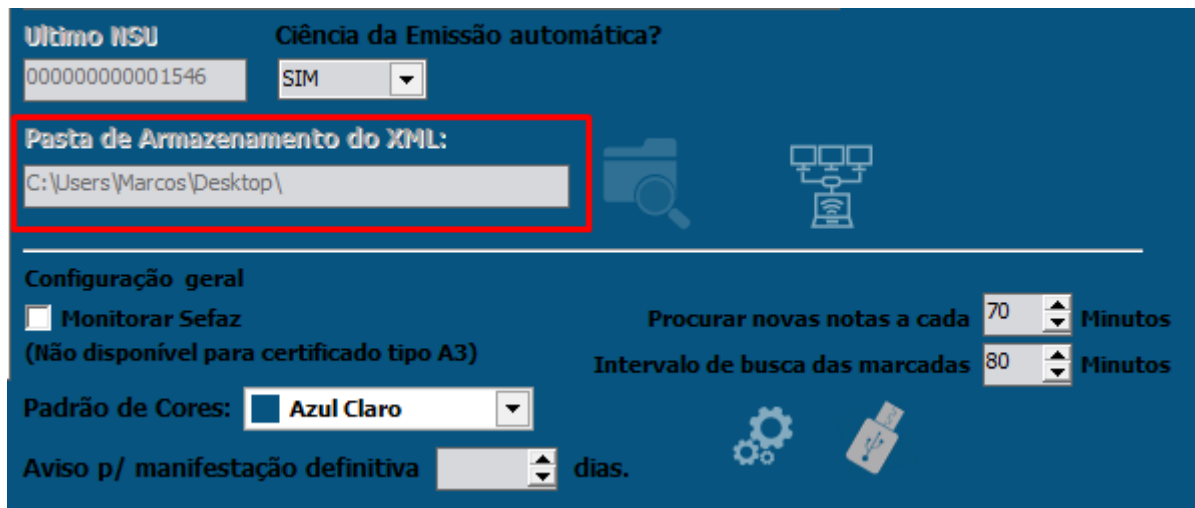 Ultimo NSU Ciência da Emissão automática?
000000000001546 SIM
Pasta de Armazenamento do XML:
C:\Users\Marcos\Desktop\
Configuração geral
Monitorar Sefaz Procurar novas notas a cada 70 Minutos
(Não disponível para certificado tipo A3) Intervalo de busca das marcadas 80 Minutos
Padrão de Cores: Azul Claro
Aviso p/ manifestação definitiva dias.